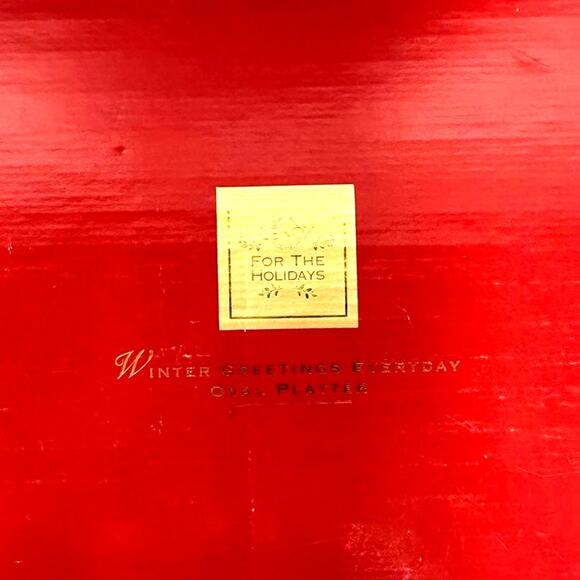 FOR THE
HOLIDAYS
WINTER GREETINGS EVERYDAY
OVAL PLATTER